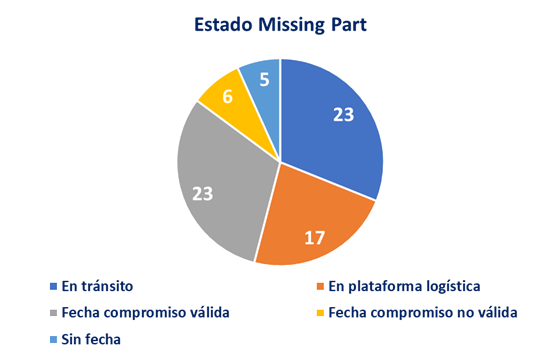 Estado Missing Part
5
6
23
23
17
En tránsito
En plataforma logística
Fecha compromiso válida
Fecha compromiso no válida
Sin fecha